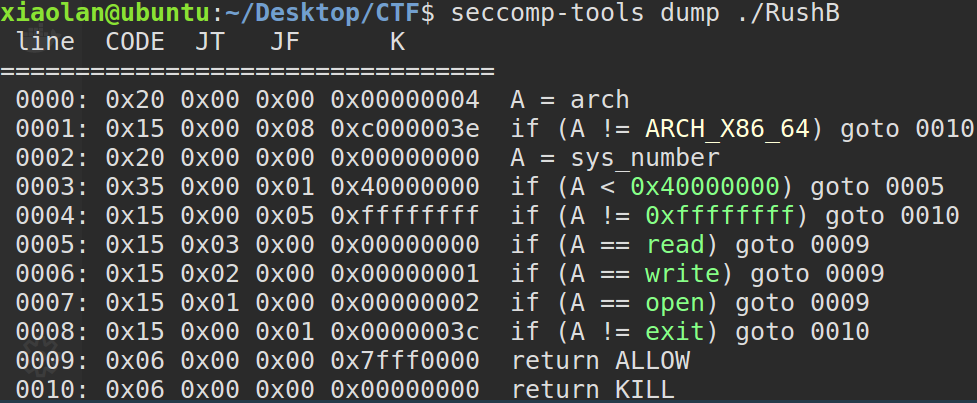 xiaolan@ubuntu:~/Desktop/CTF$ seccomp-tools dump ./RushB
 line  CODE  JT   JF      K
=================================
 0000: 0x20 0x00 0x00 0x00000004  A = arch
 0001: 0x15 0x00 0x08 0xc000003e  if (A != ARCH_X86_64) goto 0010
 0002: 0x20 0x00 0x00 0x00000000  A = sys_number
 0003: 0x35 0x00 0x01 0x40000000  if (A < 0x40000000) goto 0005
 0004: 0x15 0x00 0x05 0xffffffff  if (A != 0xffffffff) goto 0010
 0005: 0x15 0x03 0x00 0x00000000  if (A == read) goto 0009
 0006: 0x15 0x02 0x00 0x00000001  if (A == write) goto 0009
 0007: 0x15 0x01 0x00 0x00000002  if (A == open) goto 0009
 0008: 0x15 0x00 0x01 0x0000003c  if (A != exit) goto 0010
 0009: 0x06 0x00 0x00 0x7fff0000  return ALLOW
 0010: 0x06 0x00 0x00 0x00000000  return KILL